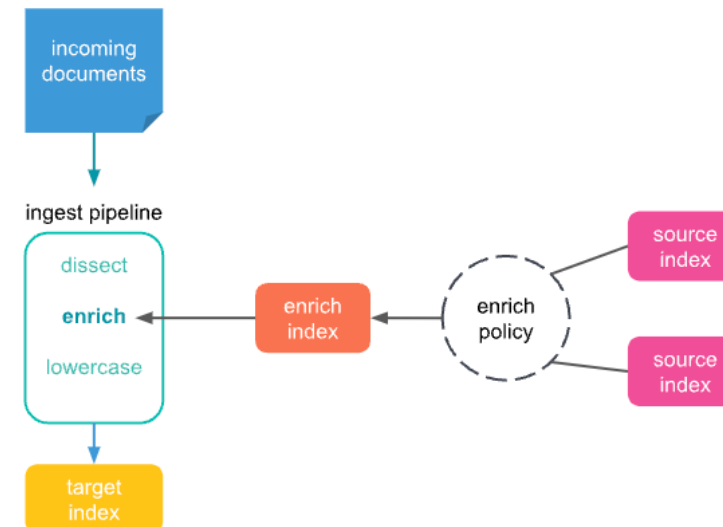 incoming
documents
ingest pipeline
dissect
enrich
lowercase
enrich
index
enrich
policy
source
index
source
index
target
index